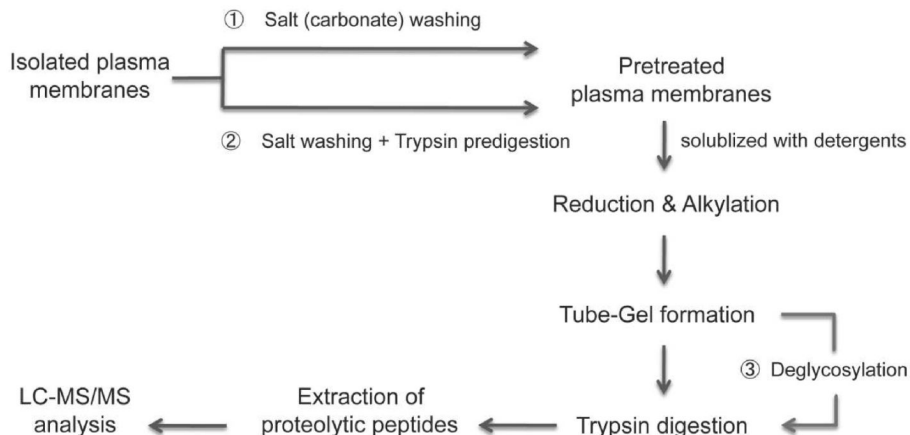 ① Salt (carbonate) washing
Isolated plasma
membranes
Pretreated
plasma membranes
② Salt washing + Trypsin predigestion
solublized with detergents
Reduction & Alkylation
Tube-Gel formation
③ Deglycosylation
LC-MS/MS
analysis
Extraction of
proteolytic peptides
Trypsin digestion